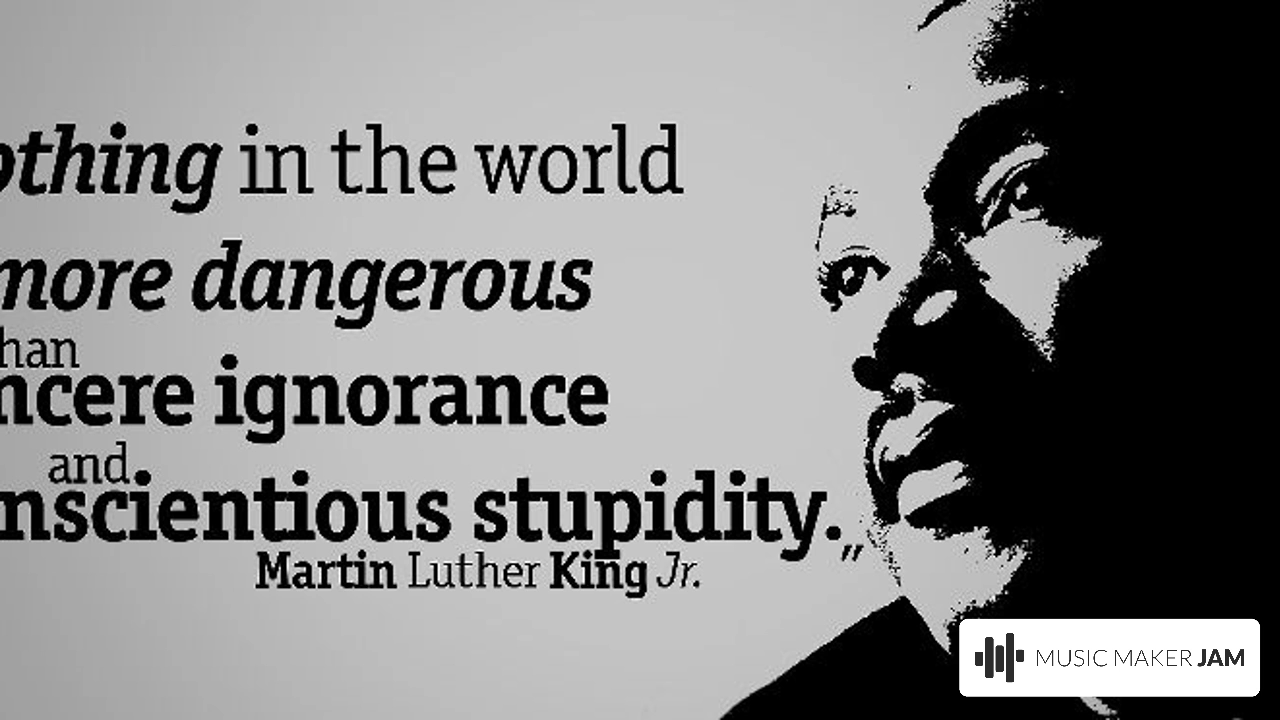 othing in the world
more dangerous
han
ncere ignorance
and
nscientious stupidity.”
Martin Luther King Jr.
MUSIC MAKER JAM